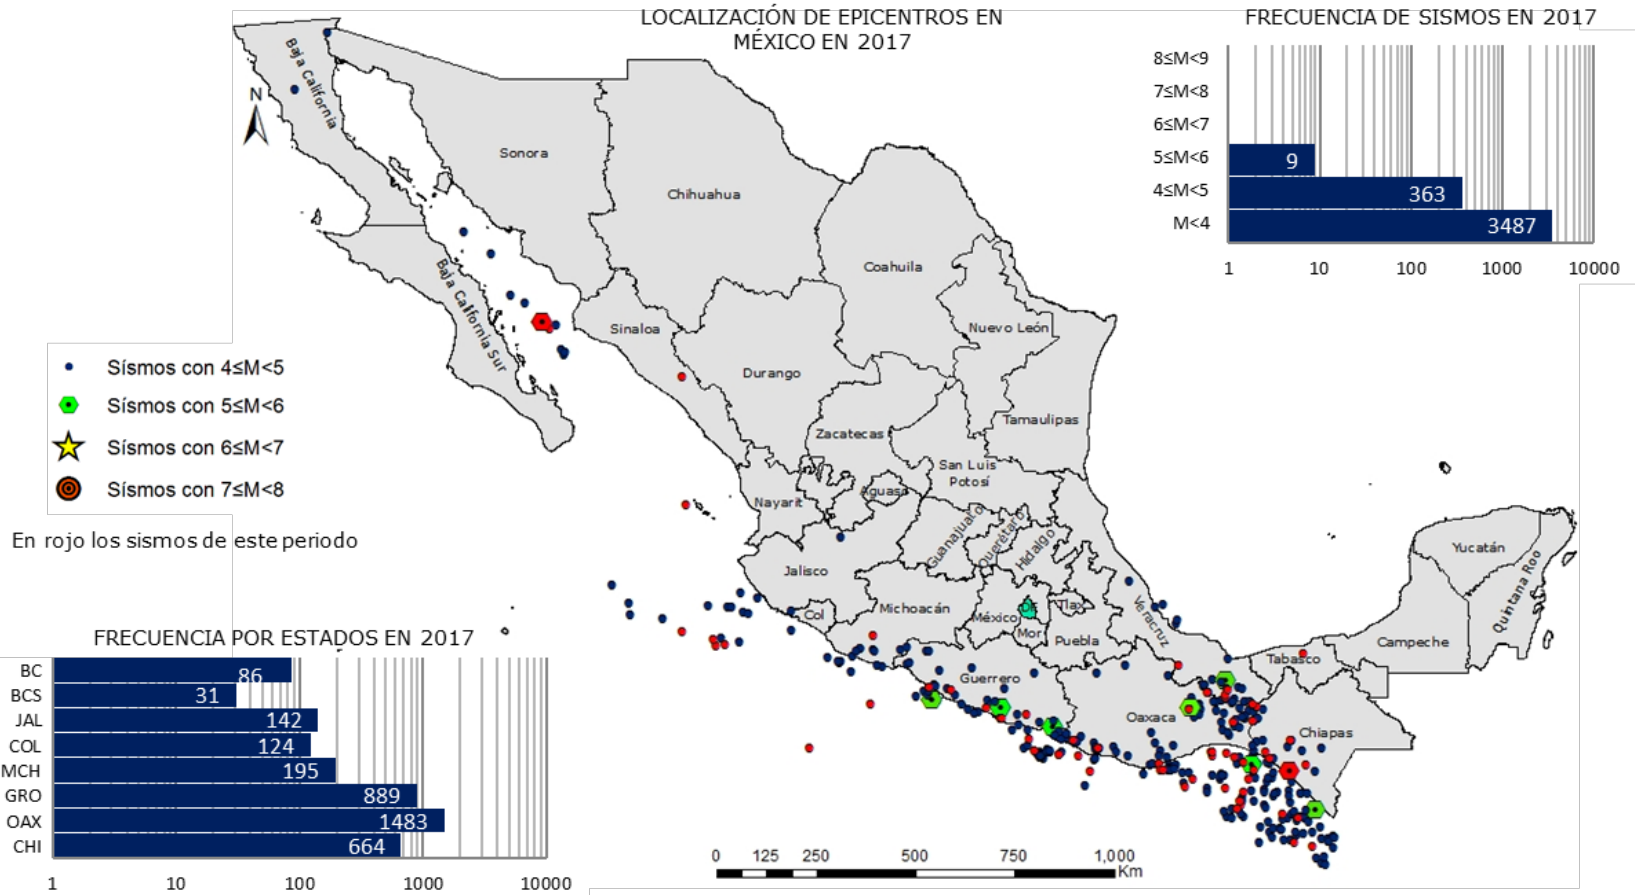 LOCALIZACIÓN DE EPICENTROS EN
MÉXICO EN 2017
FRECUENCIA DE SISMOS EN 2017
8≤M<9
7≤M<8
6≤M<7
5≤M<6
9
4≤M<5
363
M<4
3487
1 10 100 1000 10000
N
Baja California
Sonora
Chihuahua
Coahuila
Baja California Sur
Sinaloa
Nuevo León
Durango
Tamaulipas
Zacatecas
San Luis
Potosí
Aguasc
Nayarit
Guanajuato
Querétaro
Hidalgo
Jalisco
Yucatán
Quintana Roo
Col
Michoacán
México
DF
Tlax
Mor
Puebla
Veracruz
Campeche
Tabasco
Guerrero
Oaxaca
Chiapas
Sísmos con 4≤M<5
Sísmos con 5≤M<6
Sísmos con 6≤M<7
Sísmos con 7≤M<8
En rojo los sismos de este periodo
FRECUENCIA POR ESTADOS EN 2017
BC 86
BCS 31
JAL 142
COL 124
MCH 195
GRO 889
OAX 1483
CHI 664
1 10 100 1000 10000
0 125 250 500 750 1,000
Km